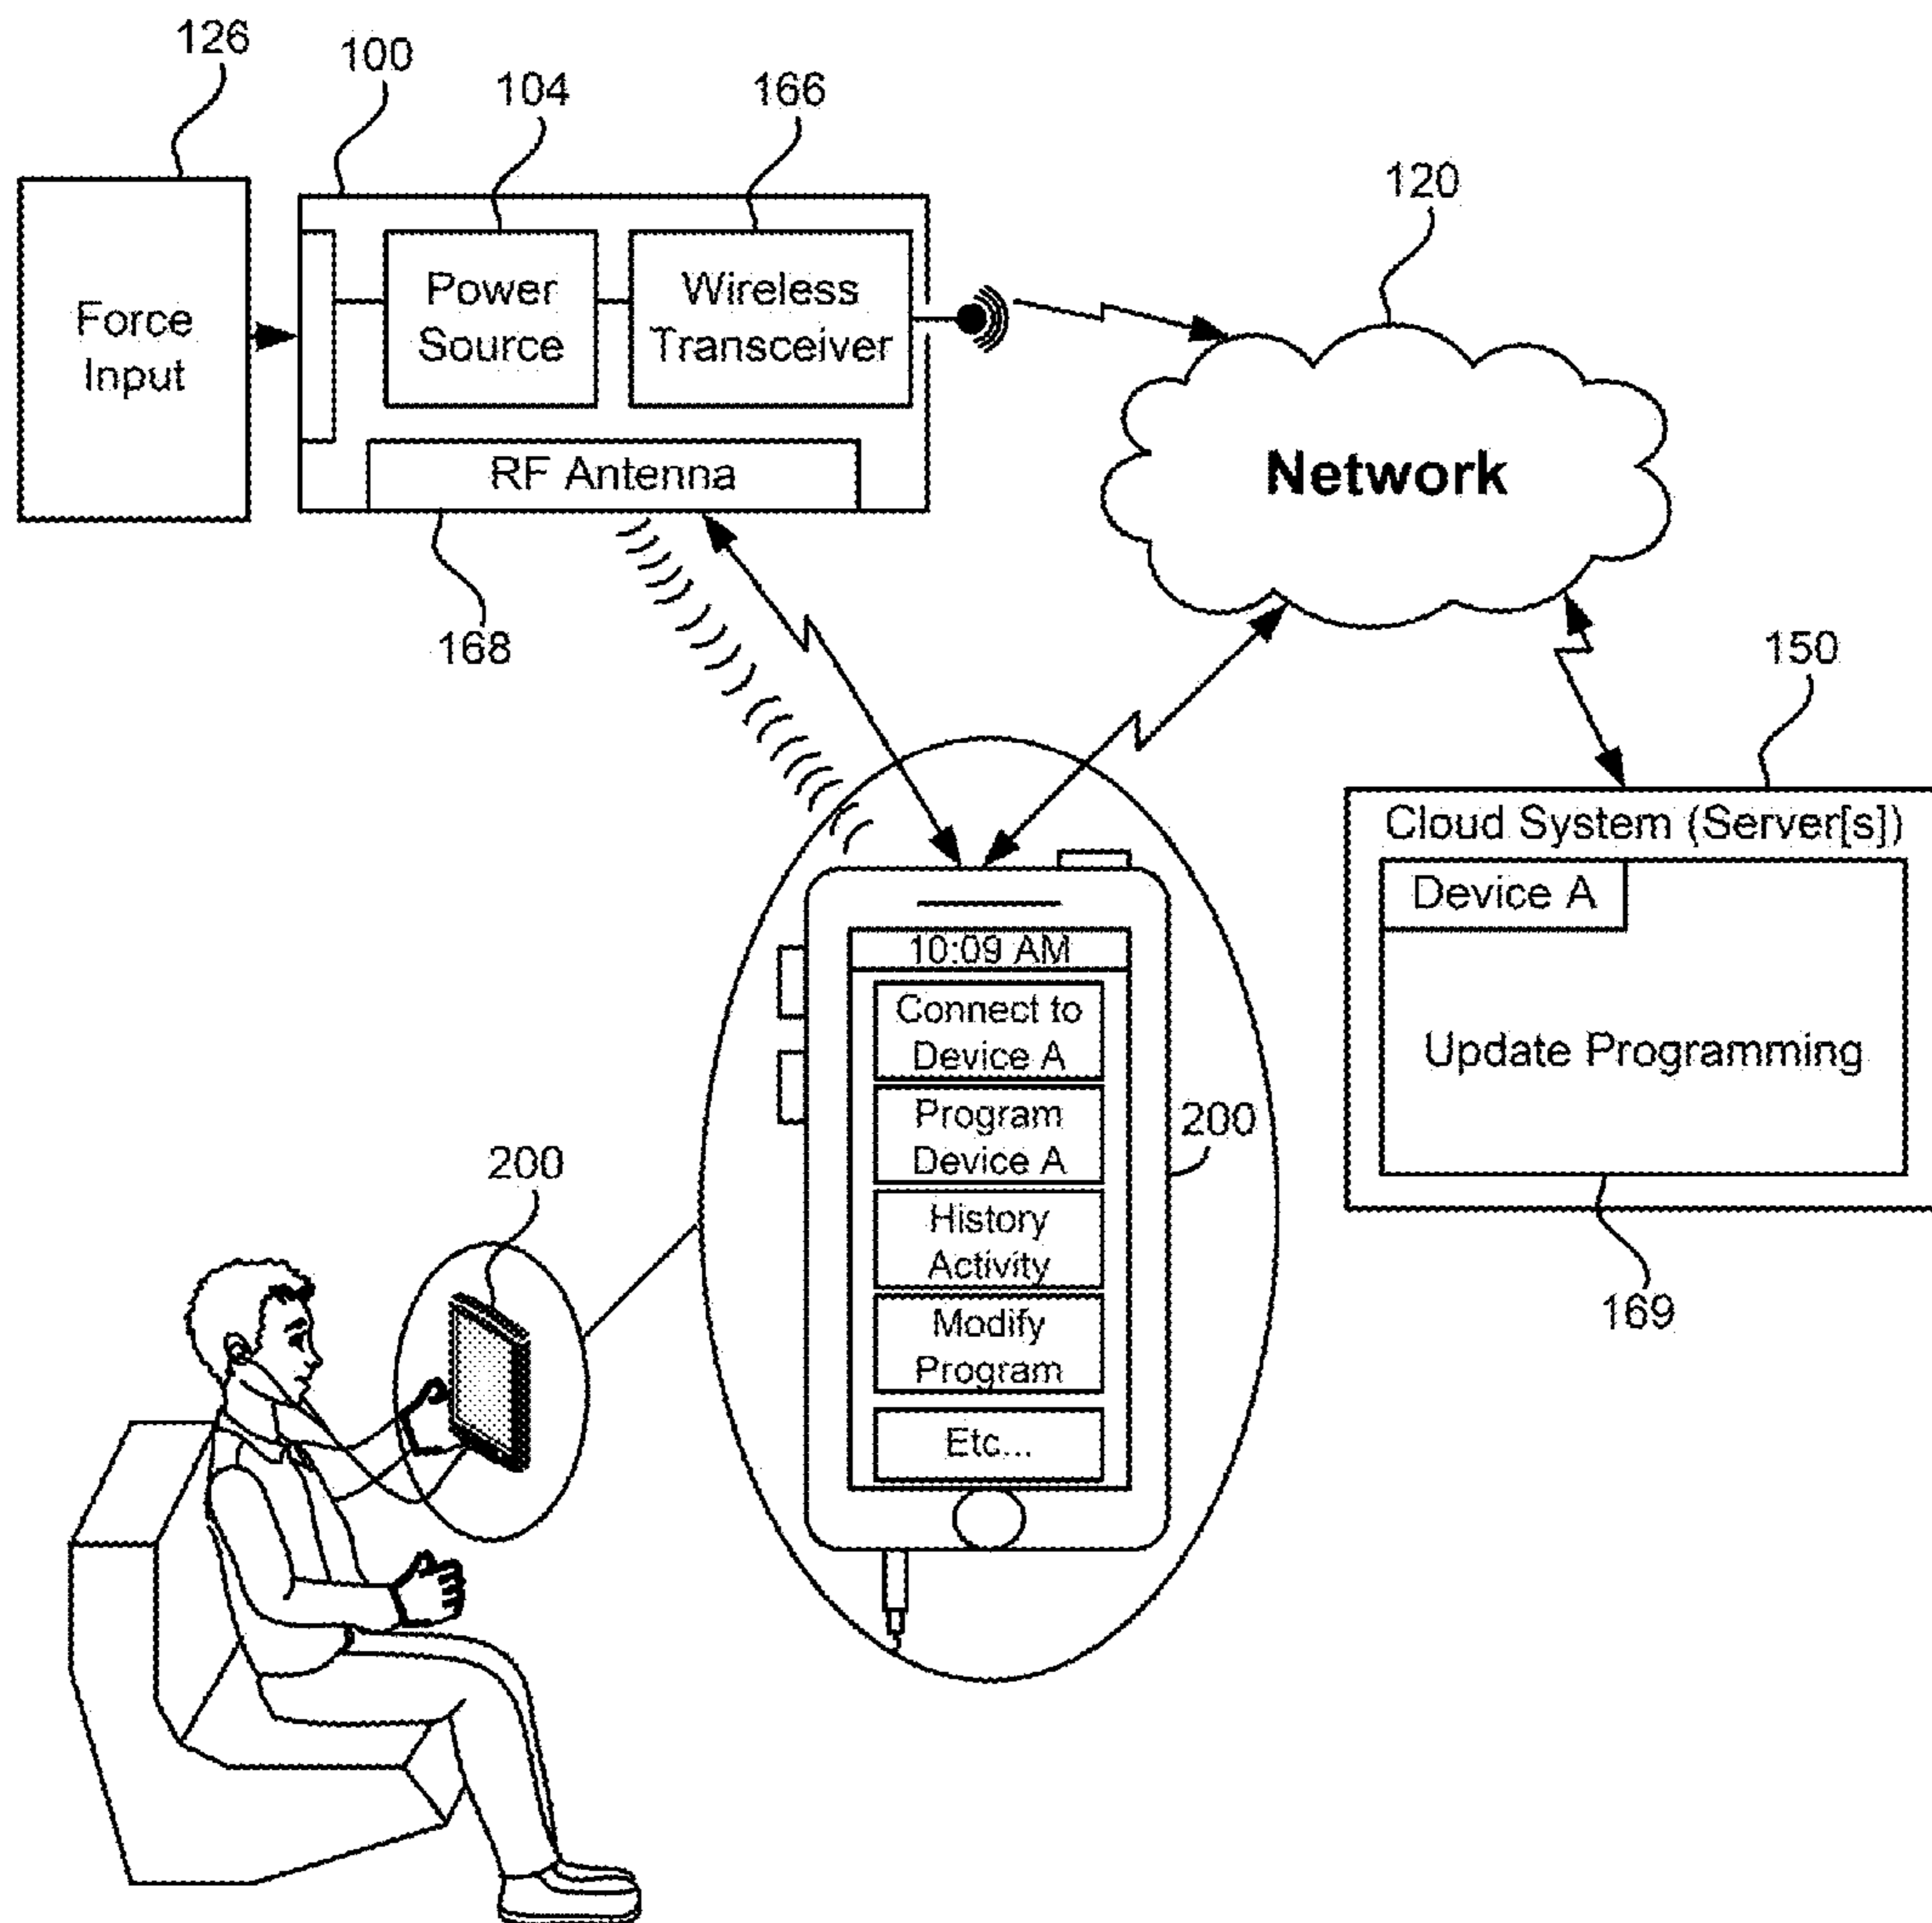 126
100
104
166
120
Force
Input
Power
Source
Wireless
Transceiver
RF Antenna
Network
168
150
Cloud System (Server[s])
Device A
Update Programming
169
10:09 AM
Connect to
Device A
Program
Device A
History
Activity
Modify
Program
Etc...
200
200